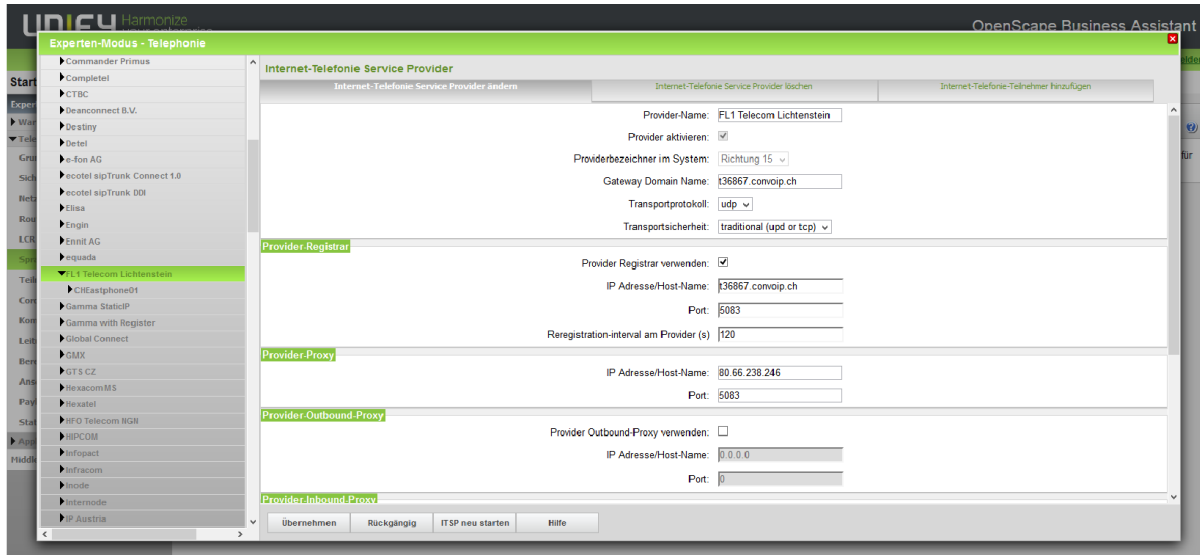 UNIFY Harmonize
your enterprise
OpenScape Business Assistant
Experten-Modus - Telephonie
Start
Commander Primus
Completel
CTBC
Deanconnect B.V.
Destiny
Detel
e-fon AG
ecotel sipTrunk Connect 1.0
ecotel sipTrunk DDI
Elisa
Engin
Ennit AG
equada
FL1 Telecom Lichtenstein
CHEastphone01
Gamma StaticIP
Gamma with Register
Global Connect
GMX
GTS CZ
Hexacom MS
Hexatel
HFO Telecom NGN
HIPCOM
Infopact
Infracom
Inode
Internode
IP Austria
Internet-Telefonie Service Provider
Internet-Telefonie Service Provider ändern
Internet-Telefonie Service Provider löschen
Internet-Telefonie-Teilnehmer hinzufügen
Provider-Name: FL1 Telecom Lichtenstein
Provider aktivieren:
Providerbezeichner im System: Richtung 15
Gateway Domain Name: t36867.convoip.ch
Transportprotokoll: udp
Transportsicherheit: traditional (upd or tcp)
Provider-Registrar
Provider Registrar verwenden:
IP Adresse/Host-Name: t36867.convoip.ch
Port: 5083
Reregistration-interval am Provider (s) 120
Provider-Proxy
IP Adresse/Host-Name: 80.66.238.246
Port: 5083
Provider-Outbound-Proxy
Provider Outbound-Proxy verwenden:
IP Adresse/Host-Name: 0.0.0.0
Port: 0
Provider-Inbound-Proxy
Übernehmen Rückgängig ITSP neu starten Hilfe
für